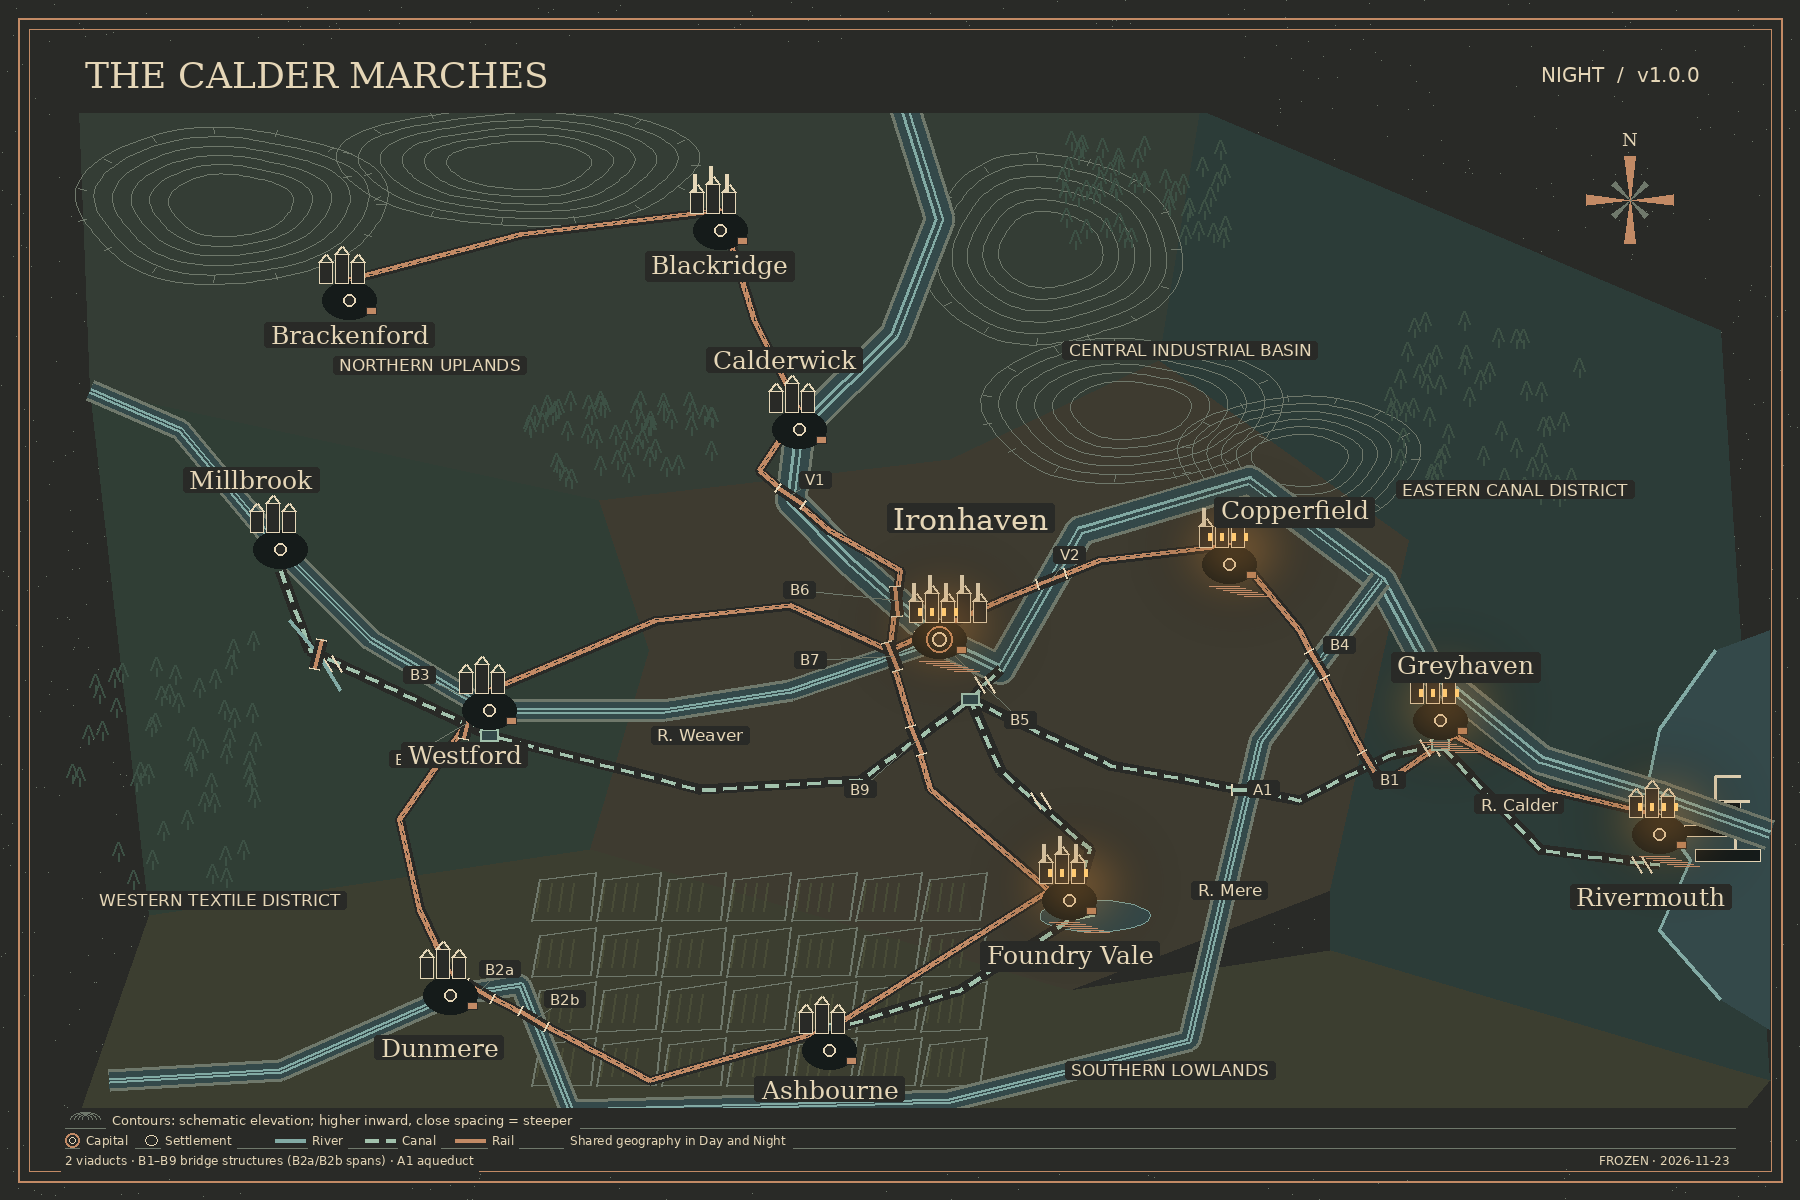 THE CALDER MARCHES
NIGHT / v1.0.0
N
Blackridge
Brackenford
NORTHERN UPLANDS
CENTRAL INDUSTRIAL BASIN
Calderwick
Millbrook
V1
EASTERN CANAL DISTRICT
Copperfield
Ironhaven
V2
B6
B4
B7
Greyhaven
B3
B5
R. Weaver
Westford
B1
B9
A1
R. Calder
R. Mere
WESTERN TEXTILE DISTRICT
Rivermouth
Foundry Vale
B2a
B2b
Dunmere
SOUTHERN LOWLANDS
Ashbourne
Contours: schematic elevation; higher inward, close spacing = steeper
Capital Settlement River Canal Rail Shared geography in Day and Night
2 viaducts · B1–B9 bridge structures (B2a/B2b spans) · A1 aqueduct
FROZEN · 2026-11-23